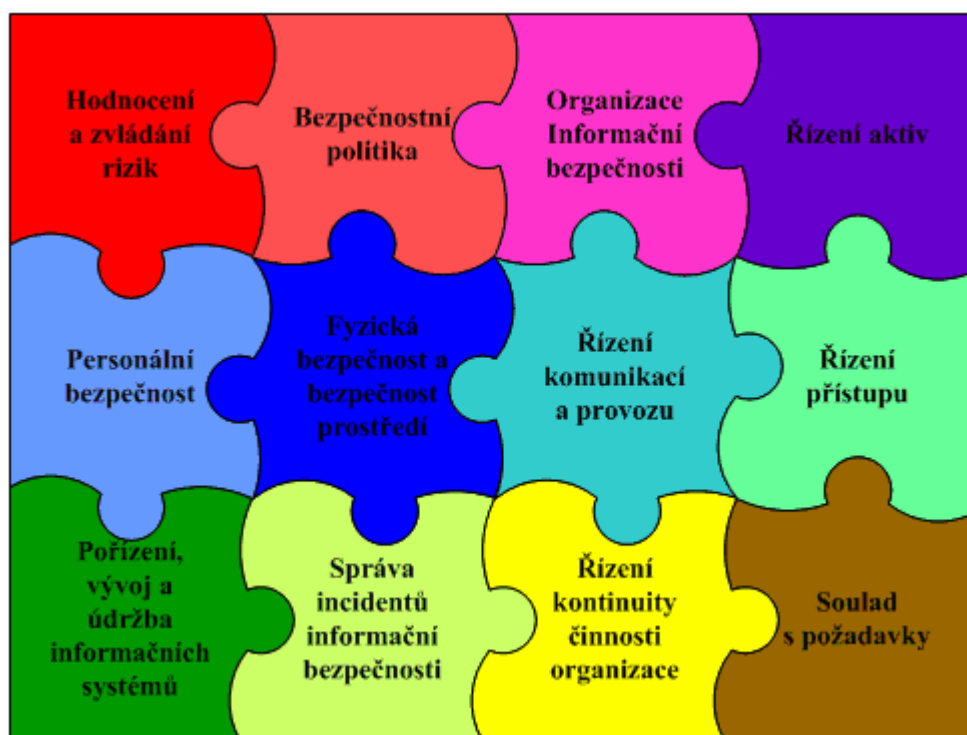 Hodnocení
a zvládání
rizik
Bezpečnostní
politika
Organizace
Informační
bezpečnosti
Řízení aktiv
Personální
bezpečnost
Fyzická
bezpečnost a
bezpečnost
prostředí
Řízení
komunikací
a provozu
Řízení
přístupu
Pořízení,
vývoj a
údržba
informačních
systémů
Správa
incidentů
informační
bezpečnosti
Řízení
kontinuity
činnosti
organizace
Soulad
s požadavky